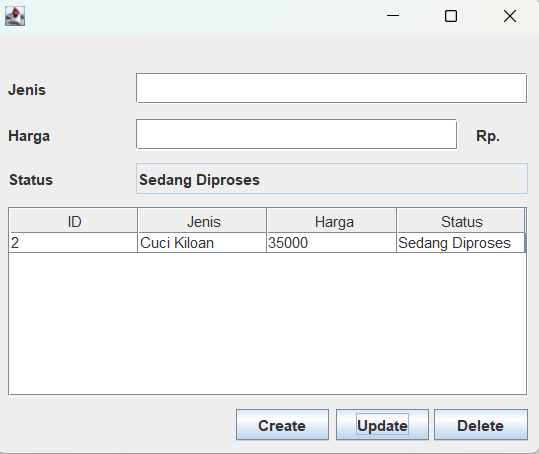 Jenis
Harga Rp.
Status Sedang Diproses
ID Jenis Harga Status
2 Cuci Kiloan 35000 Sedang Diproses
Create Update Delete